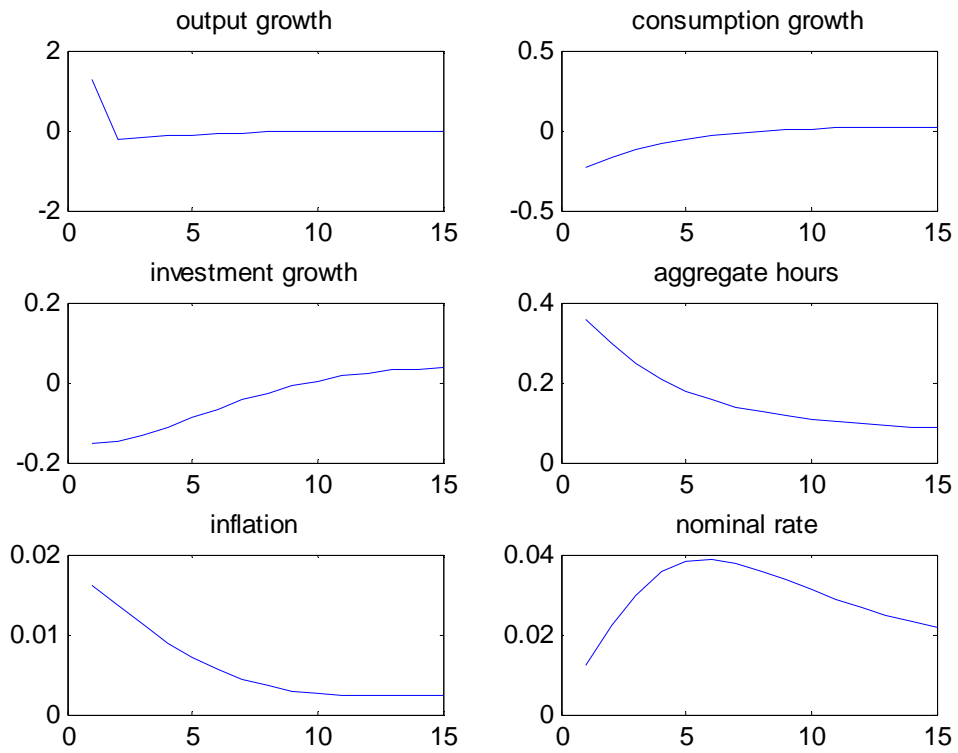 output growth
2
0
-2
0 5 10 15
consumption growth
0.5
0
-0.5
0 5 10 15
investment growth
0.2
0
-0.2
0 5 10 15
aggregate hours
0.4
0.2
0
0 5 10 15
inflation
0.02
0.01
0
0 5 10 15
nominal rate
0.04
0.02
0
0 5 10 15